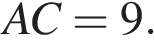 AC = 9.